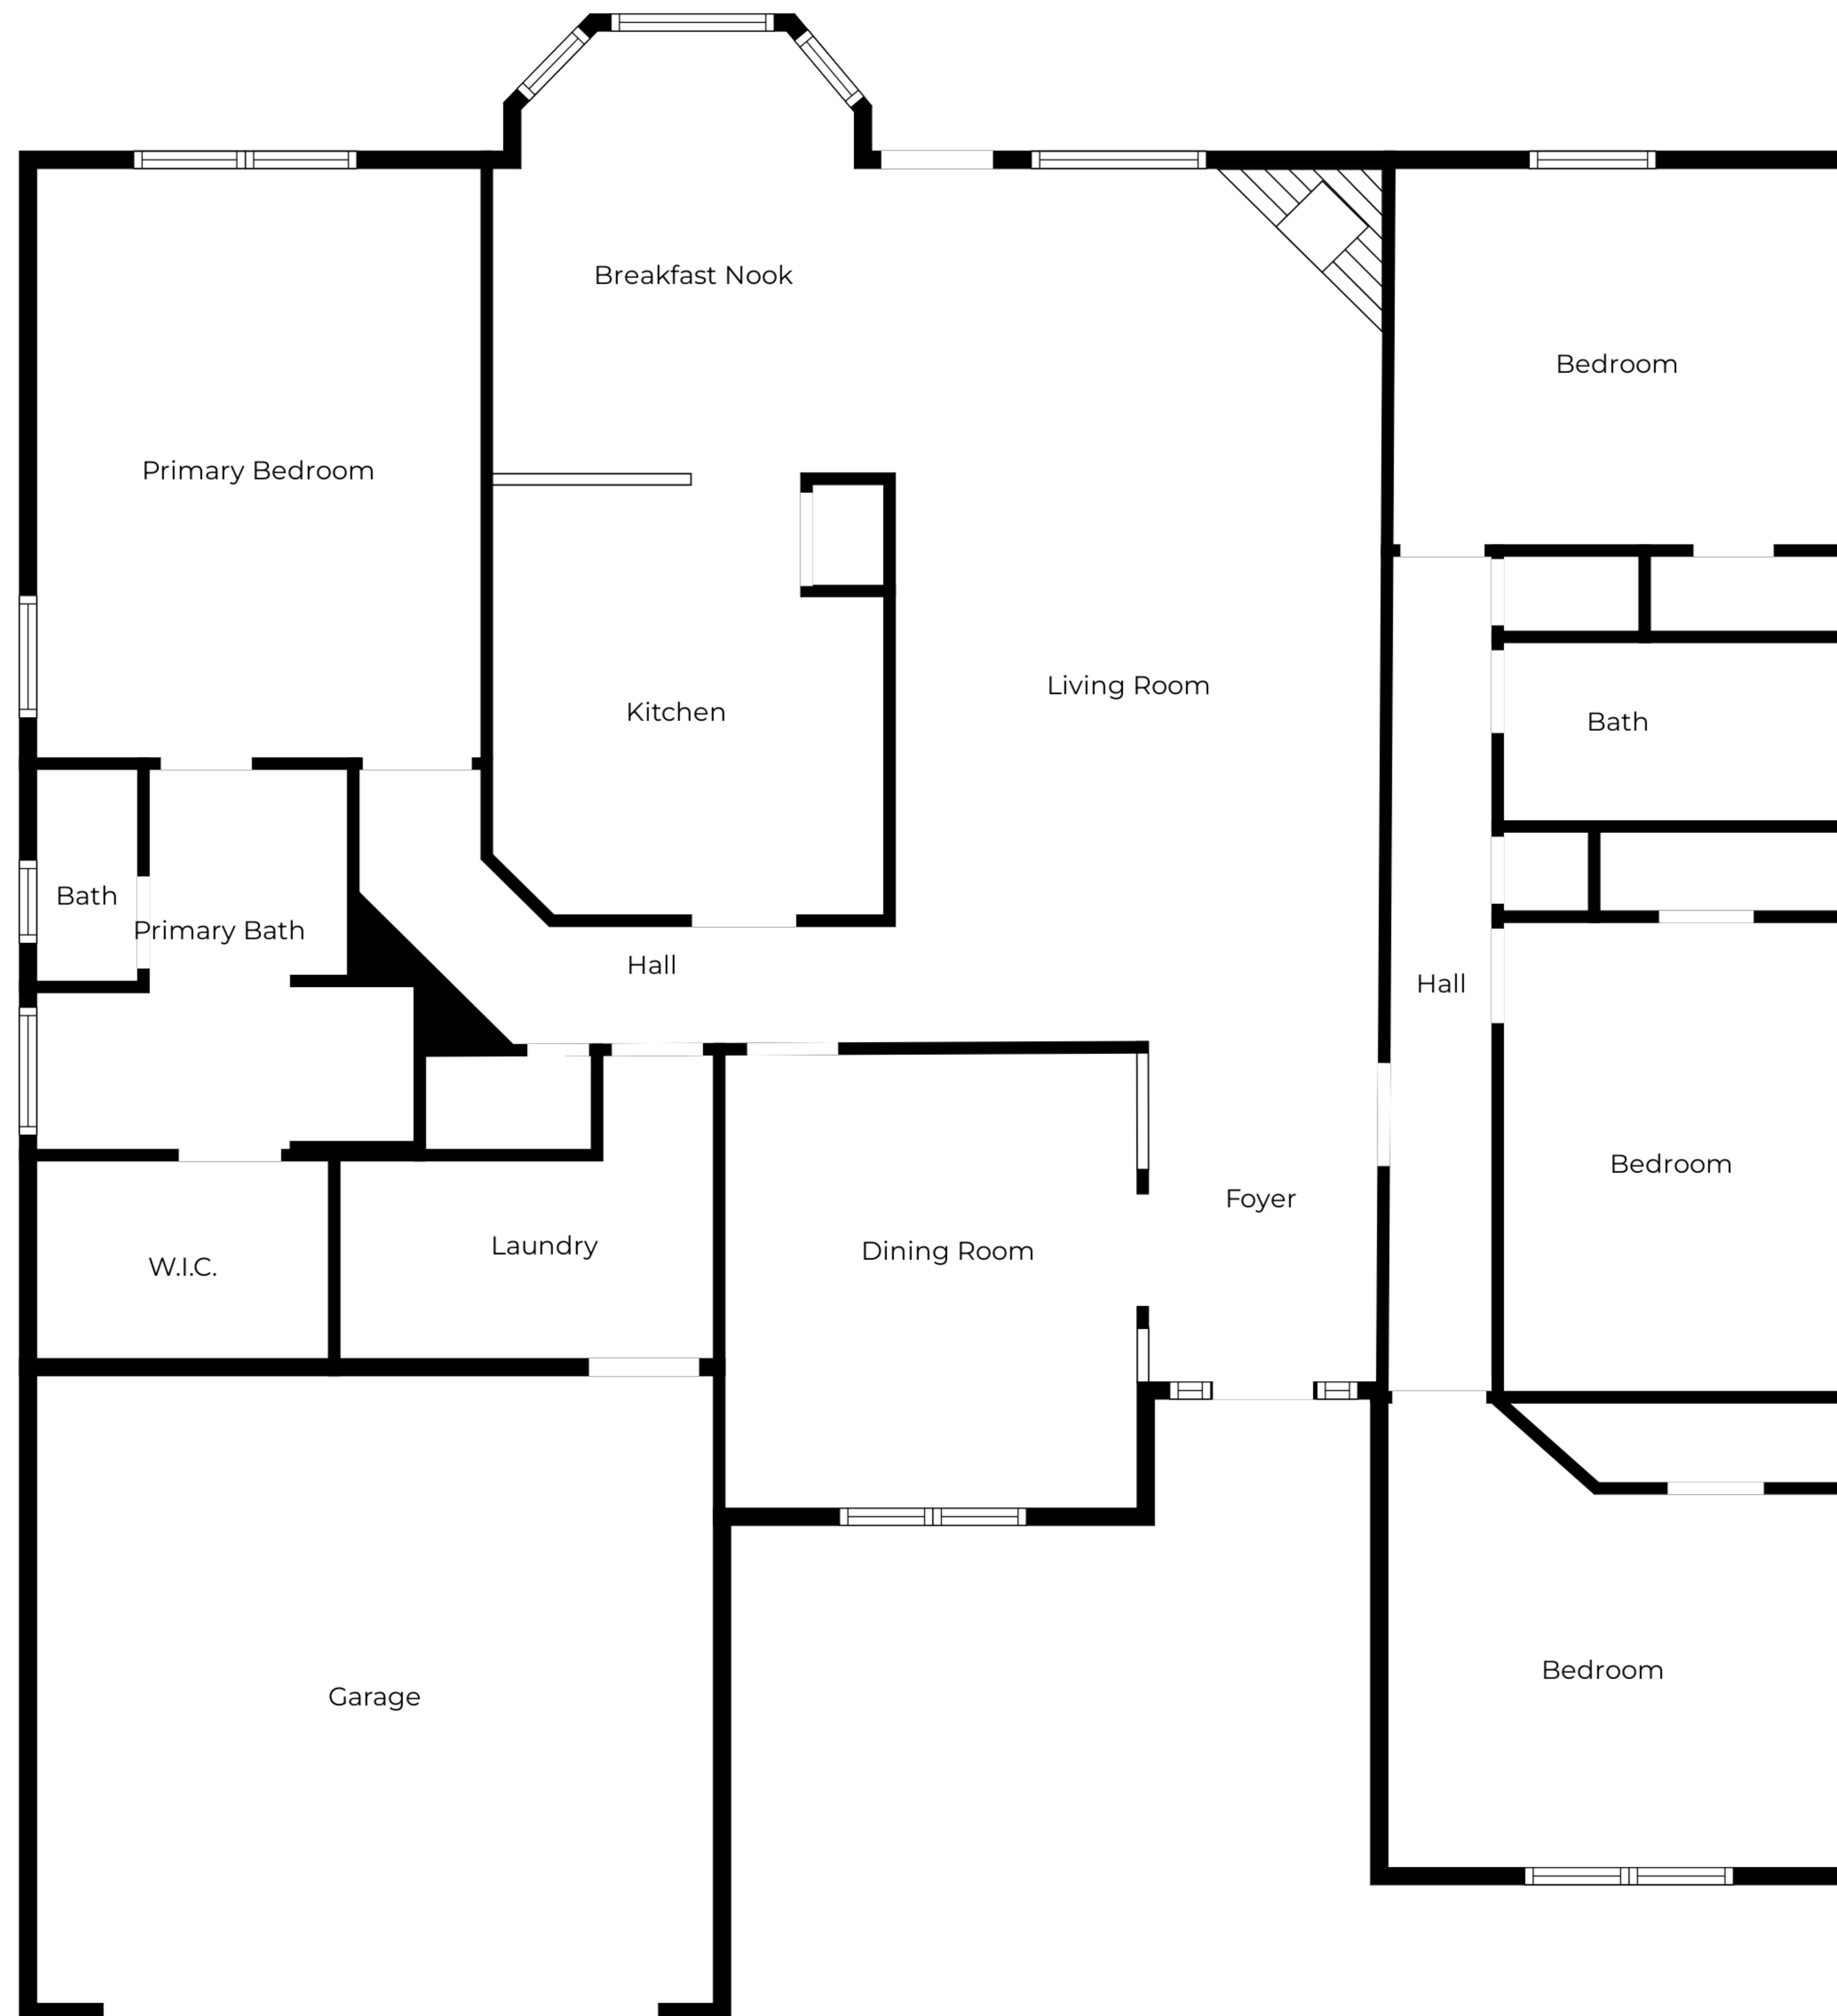 Breakfast Nook
Bedroom
Primary Bedroom
Living Room
Kitchen
Bath
Bath
Primary Bath
Hall
Hall
Bedroom
Foyer
Laundry
Dining Room
W.I.C.
Bedroom
Garage